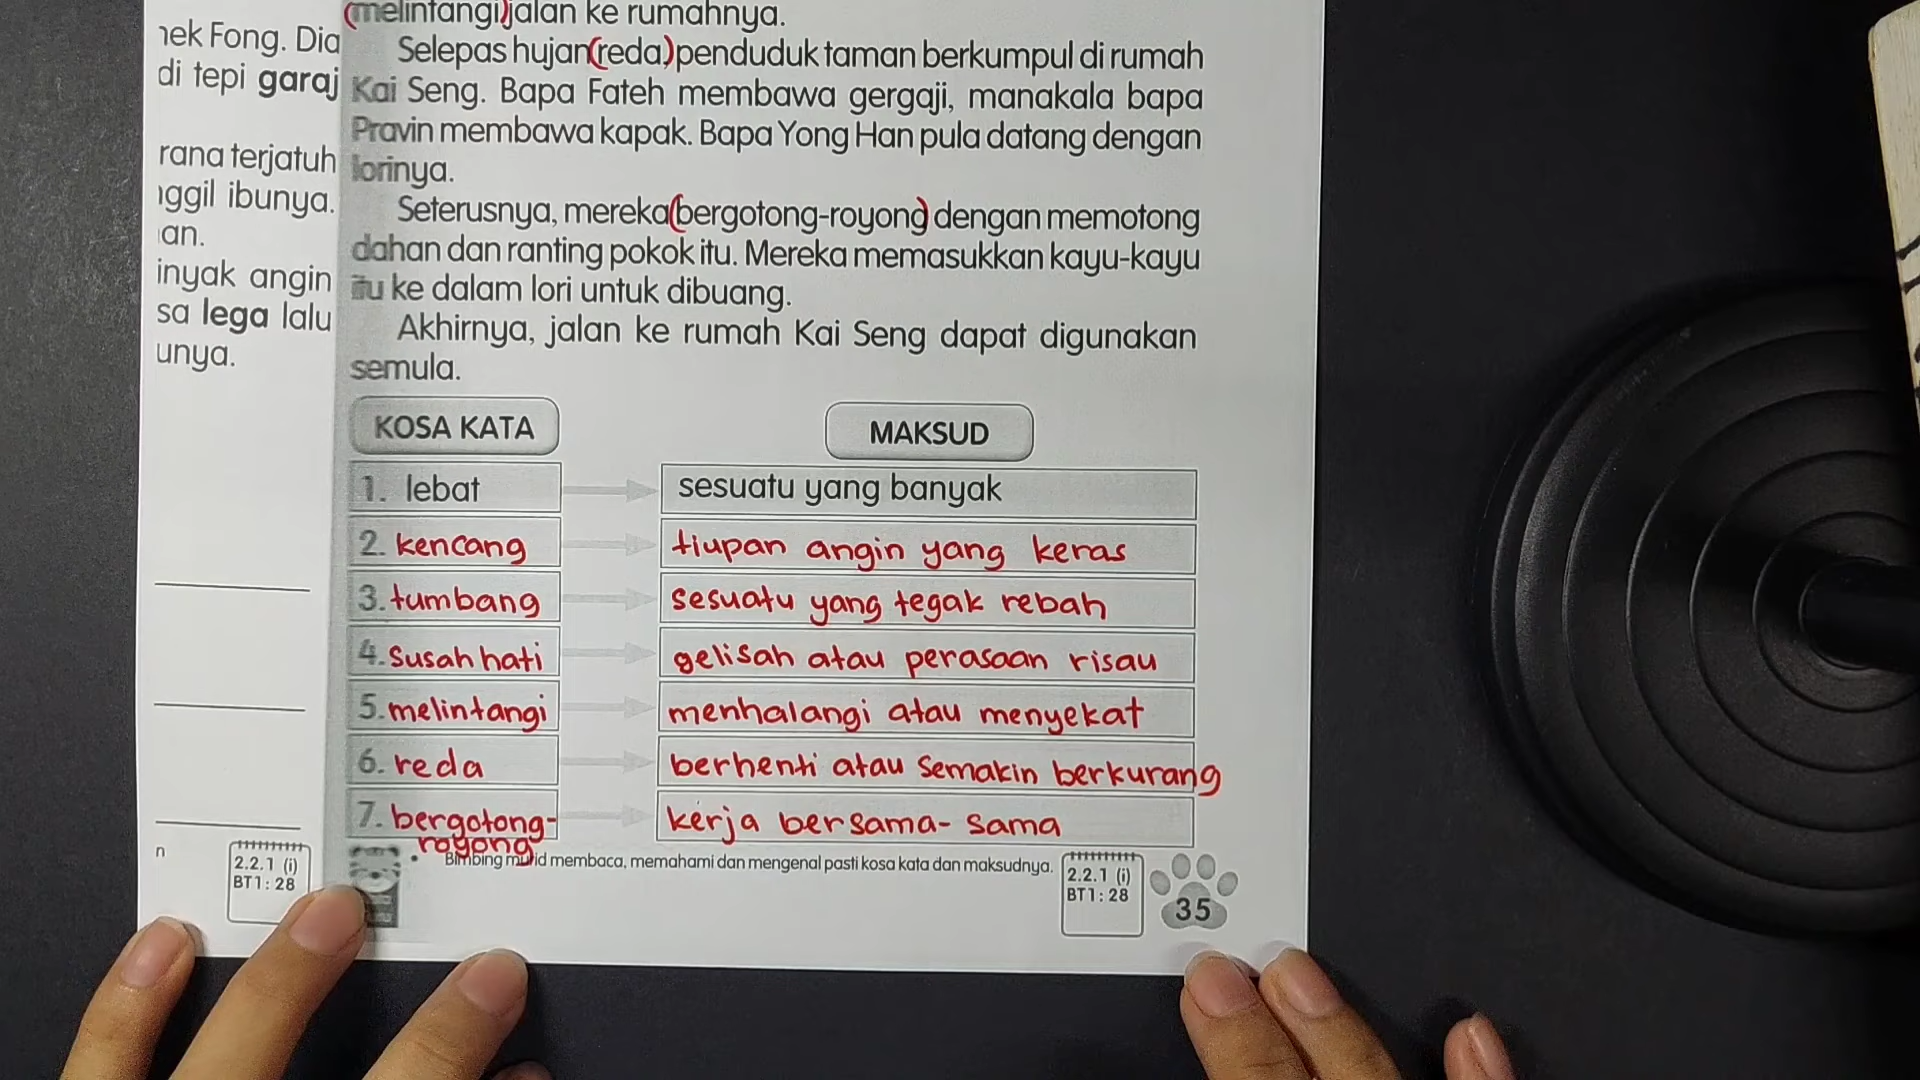 (melintangi)jalan ke rumahnya.
Selepas hujan(reda)penduduk taman berkumpul di rumah
Kai Seng. Bapa Fateh membawa gergaji, manakala bapa
Pravin membawa kapak. Bapa Yong Han pula datang dengan
lorinya.
Seterusnya, mereka(bergotong-royong) dengan memotong
dahan dan ranting pokok itu. Mereka memasukkan kayu-kayu
itu ke dalam lori untuk dibuang.
Akhirnya, jalan ke rumah Kai Seng dapat digunakan
semula.
Fong. Dia
di tepi garaj
terjatuh
ibunya.
angin
sa lega lalu
KOSA KATA
MAKSUD
1. lebat
sesuatu yang banyak
2. kencang
tiupan angin yang keras
3. tumbang
sesuatu yang tegak rebah
4. Susah hati
gelisah atau perasaan risau
5. melintangi
menhalangi atau menyekat
6. reda
berhenti atau Semakin berkurang
7. bergotong-
royong
kerja bersama-sama
n
2.2.1 (i)
BT1: 28
• Bimbing murid membaca, memahami dan mengenal pasti kosa kata dan maksudnya.
2.2.1 (i)
BT1: 28
35